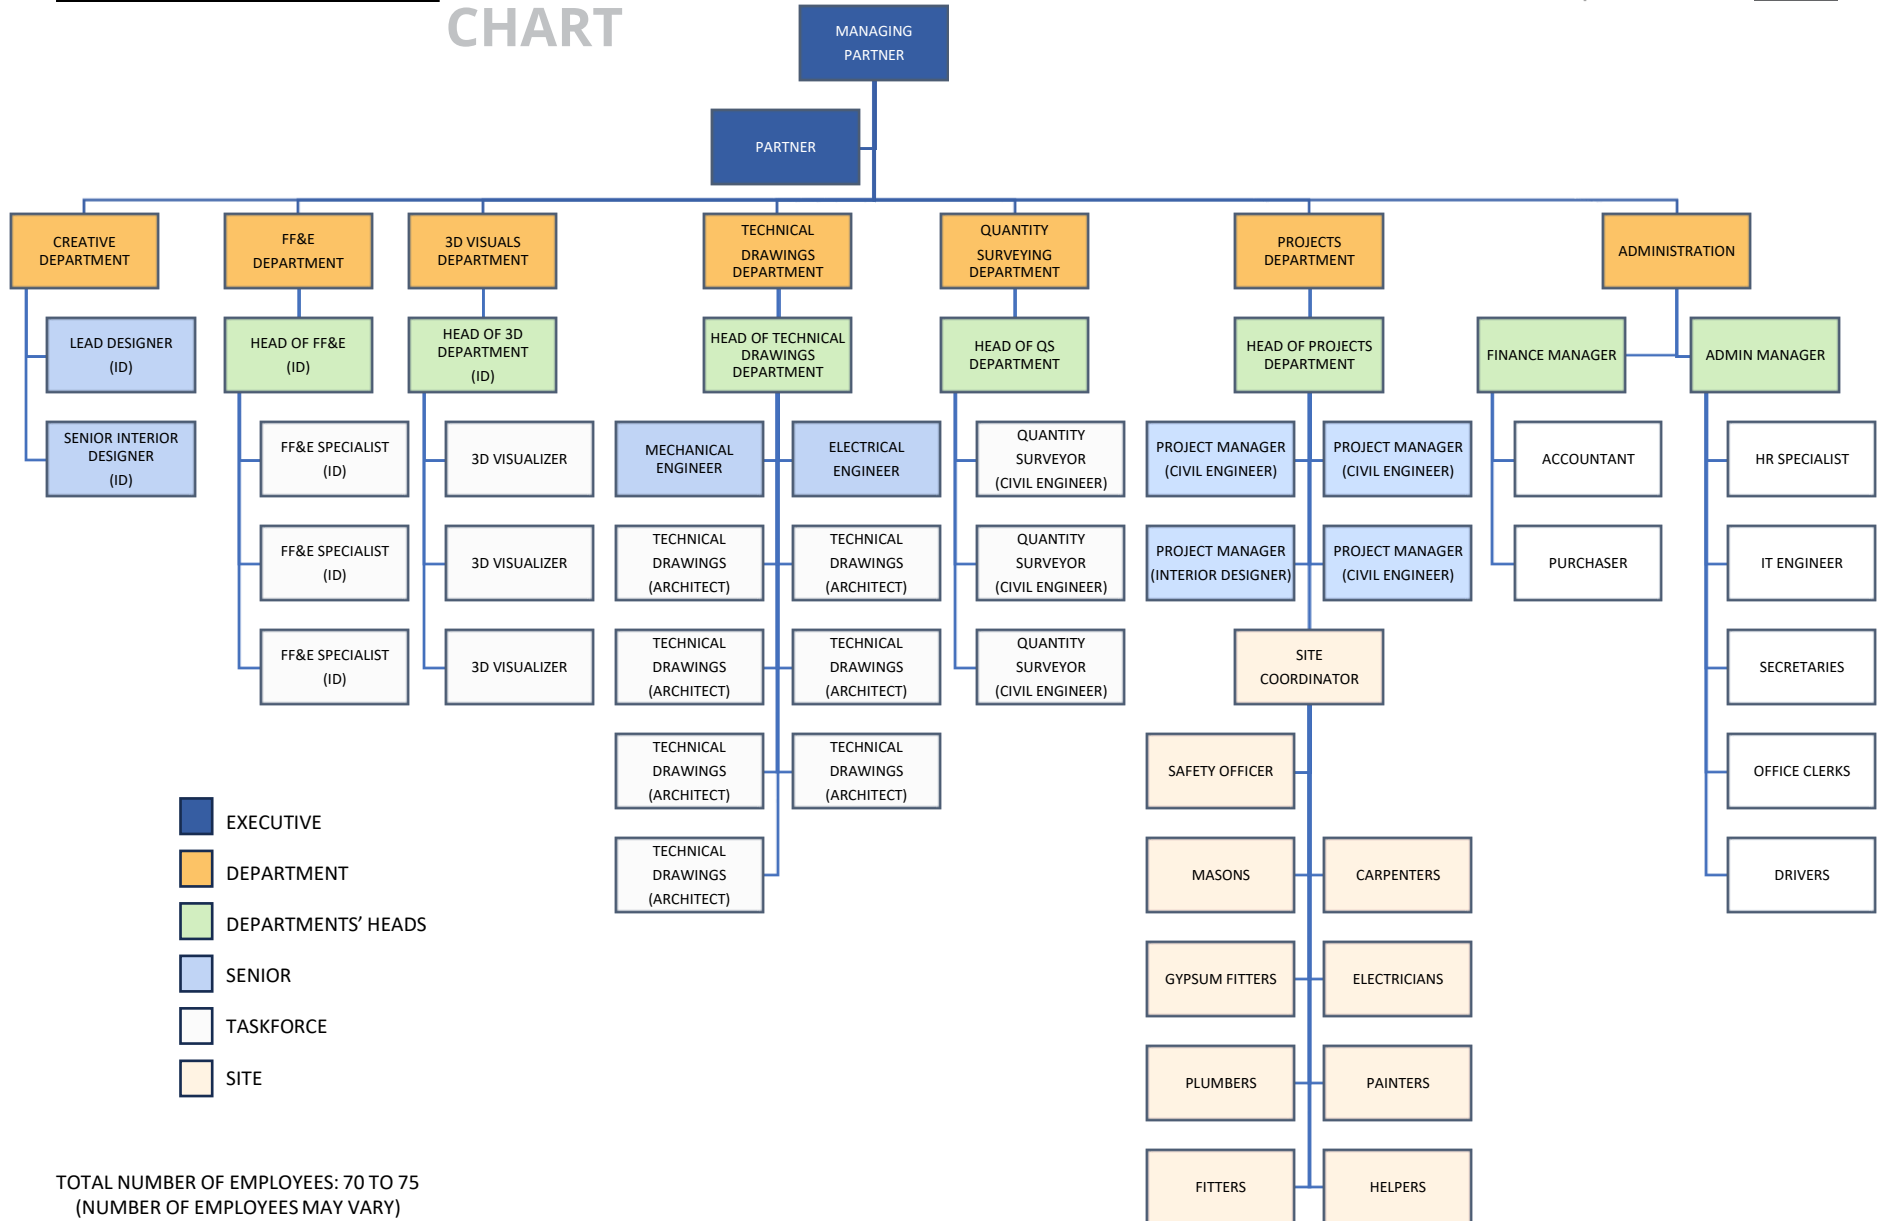 CHART
MANAGING
PARTNER
PARTNER
CREATIVE
DEPARTMENT
FF&E
DEPARTMENT
3D VISUALS
DEPARTMENT
TECHNICAL
DRAWINGS
DEPARTMENT
QUANTITY
SURVEYING
DEPARTMENT
PROJECTS
DEPARTMENT
ADMINISTRATION
LEAD DESIGNER
(ID)
HEAD OF FF&E
(ID)
HEAD OF 3D
DEPARTMENT
(ID)
HEAD OF TECHNICAL
DRAWINGS
DEPARTMENT
HEAD OF QS
DEPARTMENT
HEAD OF PROJECTS
DEPARTMENT
FINANCE MANAGER
ADMIN MANAGER
SENIOR INTERIOR
DESIGNER
(ID)
FF&E SPECIALIST
(ID)
3D VISUALIZER
MECHANICAL
ENGINEER
ELECTRICAL
ENGINEER
QUANTITY
SURVEYOR
(CIVIL ENGINEER)
PROJECT MANAGER
(CIVIL ENGINEER)
PROJECT MANAGER
(CIVIL ENGINEER)
ACCOUNTANT
HR SPECIALIST
FF&E SPECIALIST
(ID)
3D VISUALIZER
TECHNICAL
DRAWINGS
(ARCHITECT)
TECHNICAL
DRAWINGS
(ARCHITECT)
QUANTITY
SURVEYOR
(CIVIL ENGINEER)
PROJECT MANAGER
(INTERIOR DESIGNER)
PROJECT MANAGER
(CIVIL ENGINEER)
PURCHASER
IT ENGINEER
FF&E SPECIALIST
(ID)
3D VISUALIZER
TECHNICAL
DRAWINGS
(ARCHITECT)
TECHNICAL
DRAWINGS
(ARCHITECT)
QUANTITY
SURVEYOR
(CIVIL ENGINEER)
SITE
COORDINATOR
SECRETARIES
TECHNICAL
DRAWINGS
(ARCHITECT)
TECHNICAL
DRAWINGS
(ARCHITECT)
SAFETY OFFICER
OFFICE CLERKS
TECHNICAL
DRAWINGS
(ARCHITECT)
MASONS
CARPENTERS
DRIVERS
GYPSUM FITTERS
ELECTRICIANS
PLUMBERS
PAINTERS
FITTERS
HELPERS
EXECUTIVE
DEPARTMENT
DEPARTMENTS’ HEADS
SENIOR
TASKFORCE
SITE
TOTAL NUMBER OF EMPLOYEES: 70 TO 75
(NUMBER OF EMPLOYEES MAY VARY)